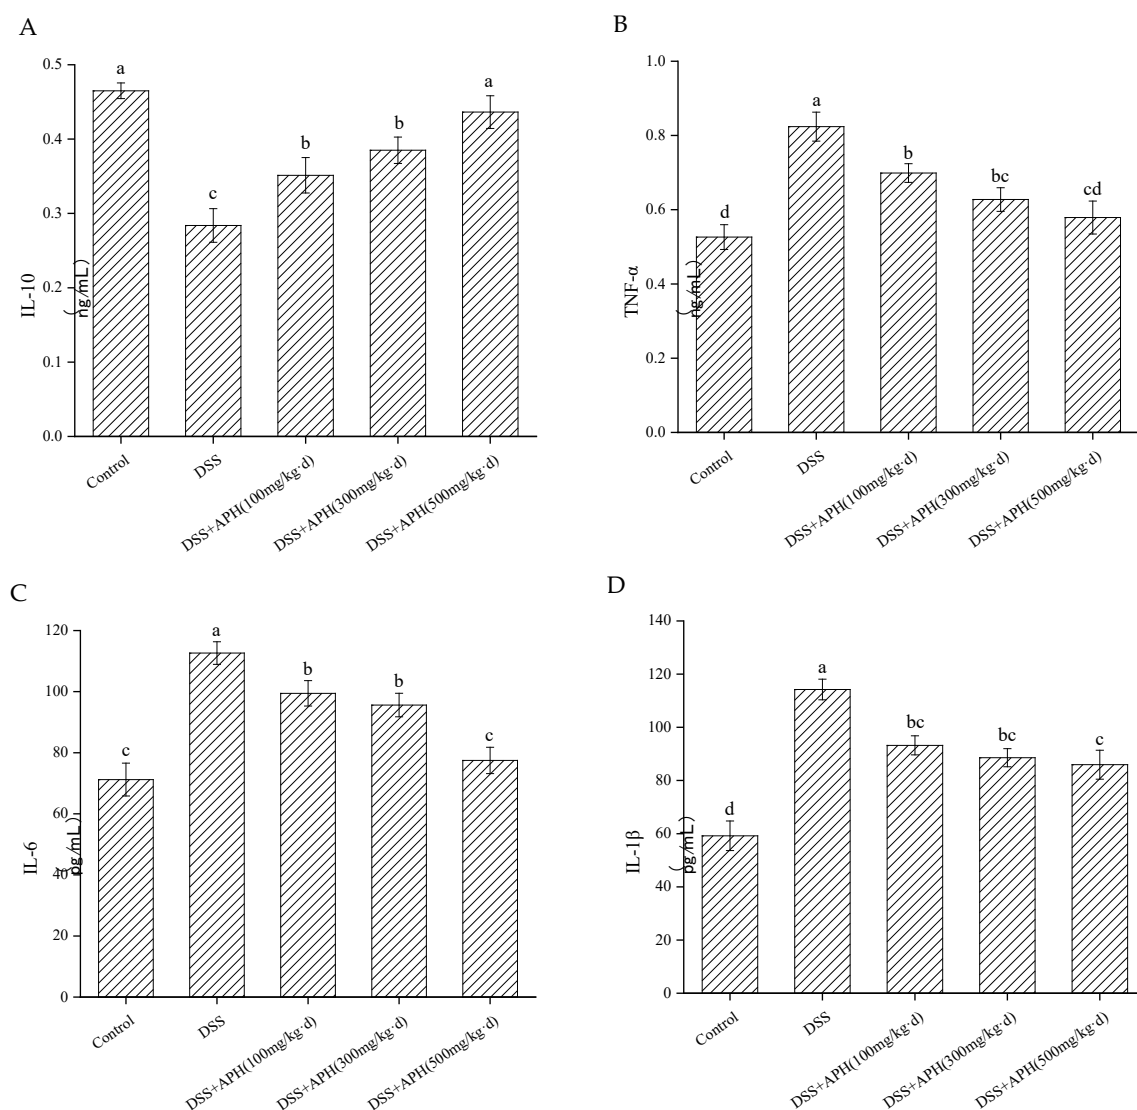 A
IL-10
(ng/mL)
0.5
0.4
0.3
0.2
0.1
0.0
a
c
b
b
a
Control
DSS
DSS+APH(100mg/kg·d)
DSS+APH(300mg/kg·d)
DSS+APH(500mg/kg·d)
B
TNF-α
(ng/mL)
1.0
0.8
0.6
0.4
0.2
0.0
d
a
b
bc
cd
Control
DSS
DSS+APH(100mg/kg·d)
DSS+APH(300mg/kg·d)
DSS+APH(500mg/kg·d)
C
IL-6
(pg/mL)
120
100
80
60
40
20
0
c
a
b
b
c
Control
DSS
DSS+APH(100mg/kg·d)
DSS+APH(300mg/kg·d)
DSS+APH(500mg/kg·d)
D
IL-1β
(pg/mL)
140
120
100
80
60
40
20
0
d
a
bc
bc
c
Control
DSS
DSS+APH(100mg/kg·d)
DSS+APH(300mg/kg·d)
DSS+APH(500mg/kg·d)